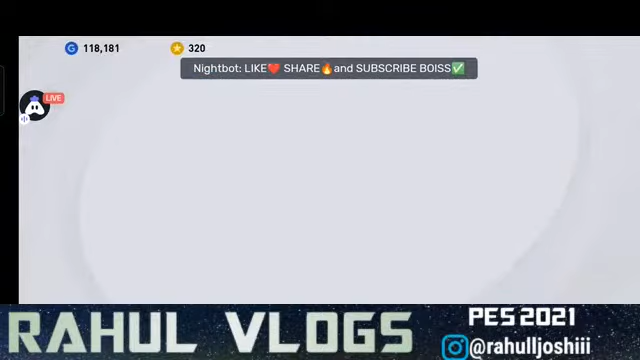 G 118,181 320
Nightbot: LIKE❤️ SHARE🔥and SUBSCRIBE BOISS✅
LIVE
RAHUL VLOGS
PES 2021
@rahulljoshiii